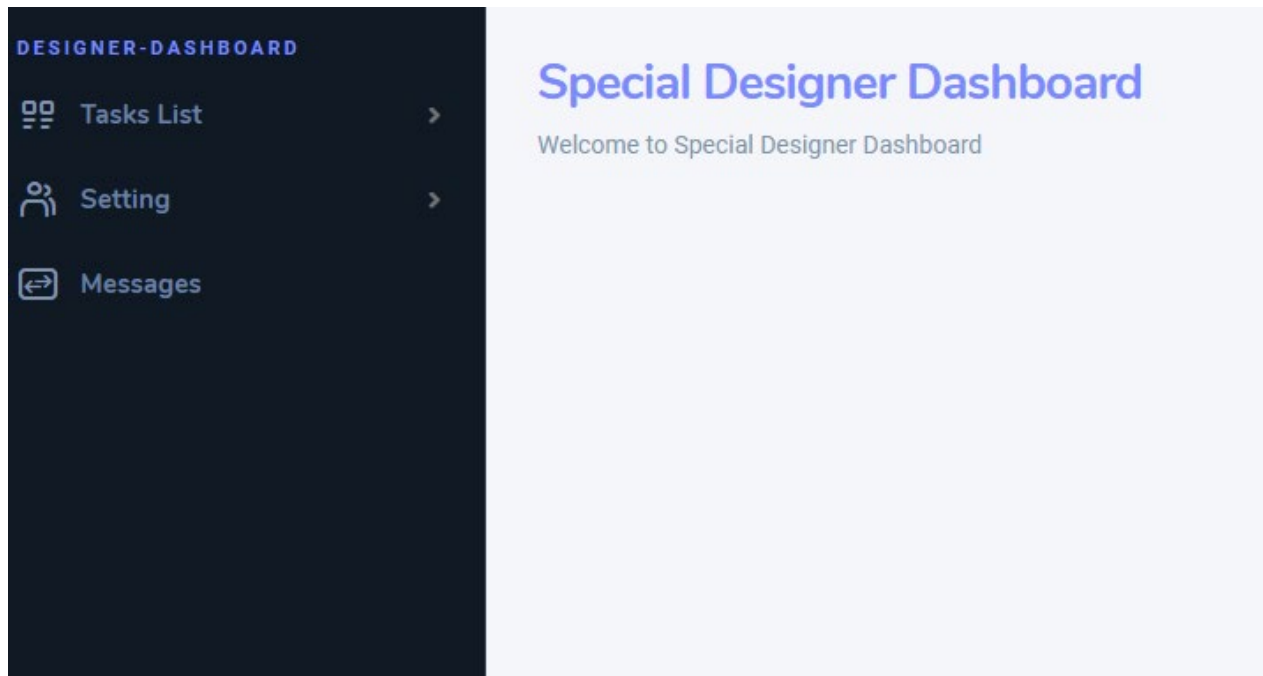 DESIGNER-DASHBOARD
Tasks List
Setting
Messages
Special Designer Dashboard
Welcome to Special Designer Dashboard